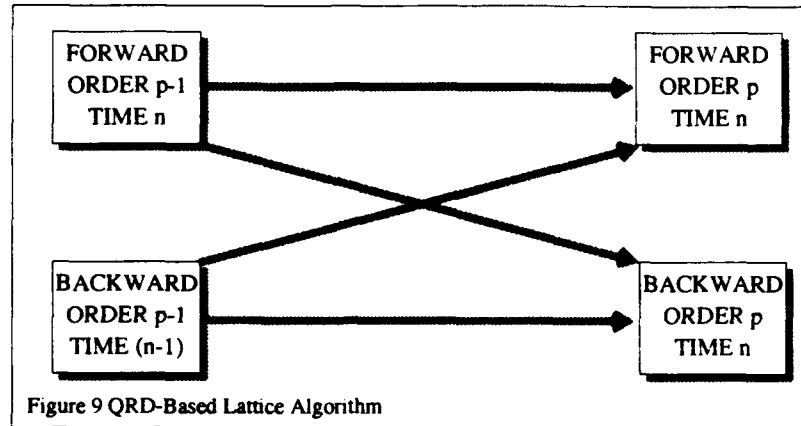 FORWARD
ORDER p-1
TIME n
FORWARD
ORDER p
TIME n
BACKWARD
ORDER p-1
TIME (n-1)
BACKWARD
ORDER p
TIME n
Figure 9 QRD-Based Lattice Algorithm